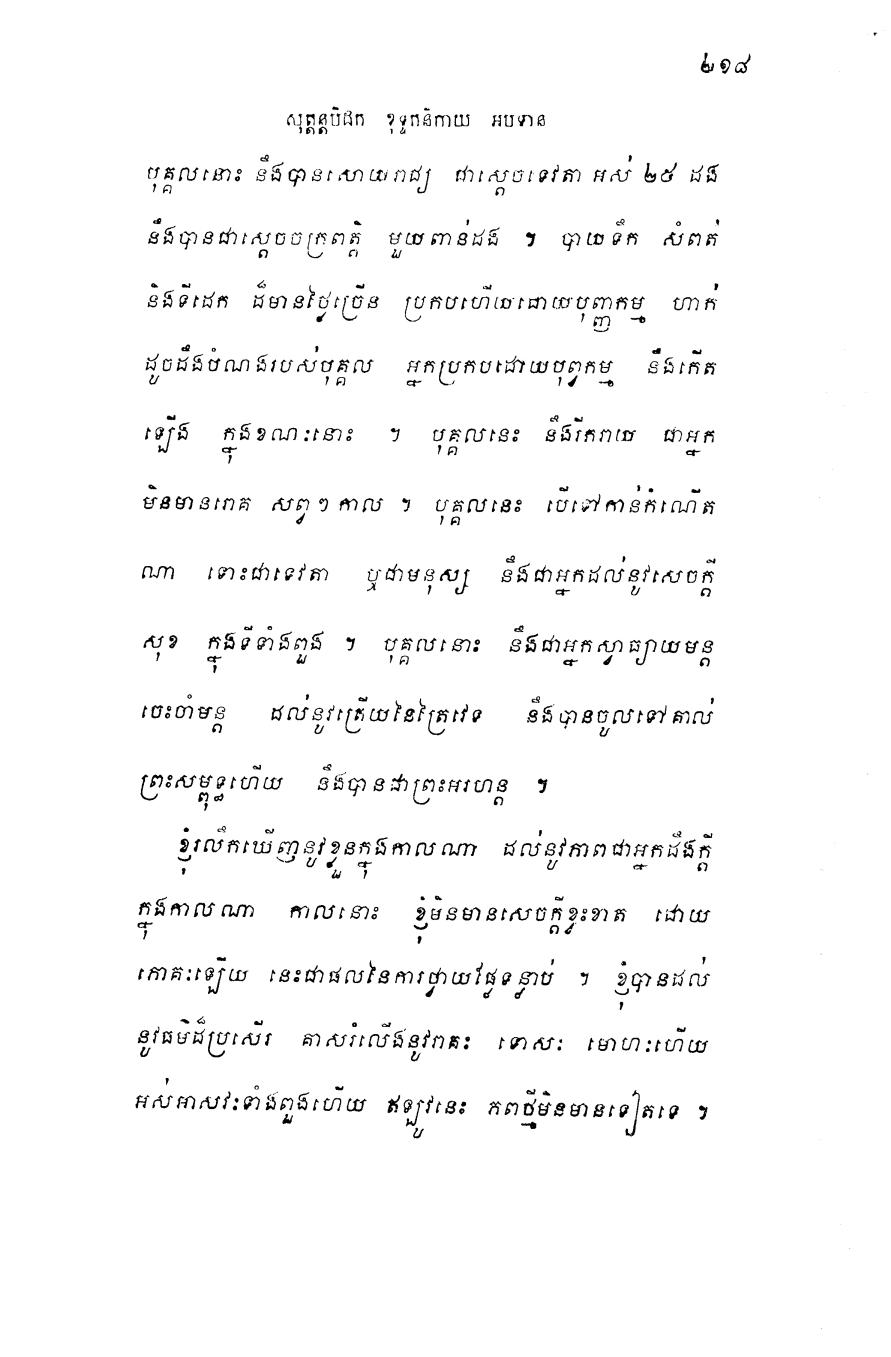 ២១៨
សុត្តន្តបិដក ខុទ្ទកនិកាយ អបទាន
បុគ្គលនោះ នឹងបានសោយរាជ្យ ជាស្តេចទេវតា អស់ ២៥ ដង
នឹងបានជាស្តេចចក្រពត្តិ មួយពាន់ដង ។ បាយទឹក សំពត់
និងទីដេក ដ៏មានថ្លៃច្រើន ប្រកបហើយដោយបុញ្ញកម្ម ហាក់
ដូចដឹងបំណងរបស់បុគ្គល អ្នកប្រកបដោយបុព្វកម្ម នឹងកើត
ឡើង ក្នុងខណៈនោះ ។ បុគ្គលនេះ នឹងរីករាយ ជាអ្នក
មិនមានរោគ សព្វៗកាល ។ បុគ្គលនេះ បើទៅកាន់កំណើត
ណា ទោះជាទេវតា ឬជាមនុស្ស នឹងជាអ្នកដល់នូវសេចក្តី
សុខ ក្នុងទីទាំងពួង ។ បុគ្គលនោះ នឹងជាអ្នកស្វាធ្យាយមន្ត
ចេះចាំមន្ត ដល់នូវត្រើយនៃត្រៃវេទ នឹងបានចូលទៅគាល់
ព្រះសម្ពុទ្ធហើយ នឹងបានជាព្រះអរហន្ត ។
ខ្ញុំរលឹកឃើញនូវខ្លួនក្នុងកាលណា ដល់នូវភាពជាអ្នកដឹងក្តី
ក្នុងកាលណា កាលនោះ ខ្ញុំមិនមានសេចក្តីខ្វះខាត ដោយ
ភោគៈឡើយ នេះជាផលនៃការថ្វាយផ្លែទន្ទាប់ ។ ខ្ញុំបានដល់
នូវធម៌ដ៏ប្រសើរ គាស់រំលើងនូវរាគៈ ទោសៈ មោហៈហើយ
អស់អាសវៈទាំងពួងហើយ ឥឡូវនេះ ភពថ្មីមិនមានទៀតទេ ។